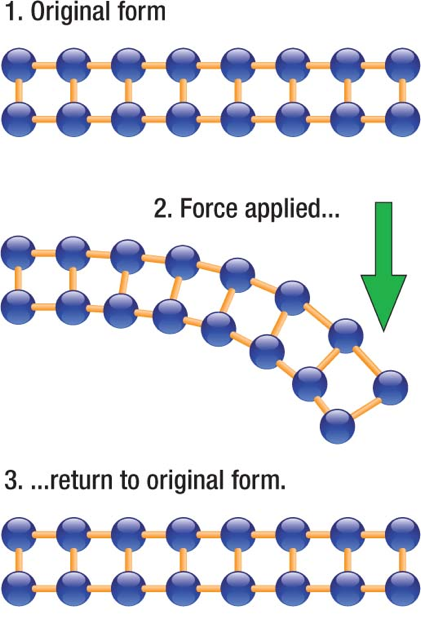 1. Original form
2. Force applied...
3. ...return to original form.